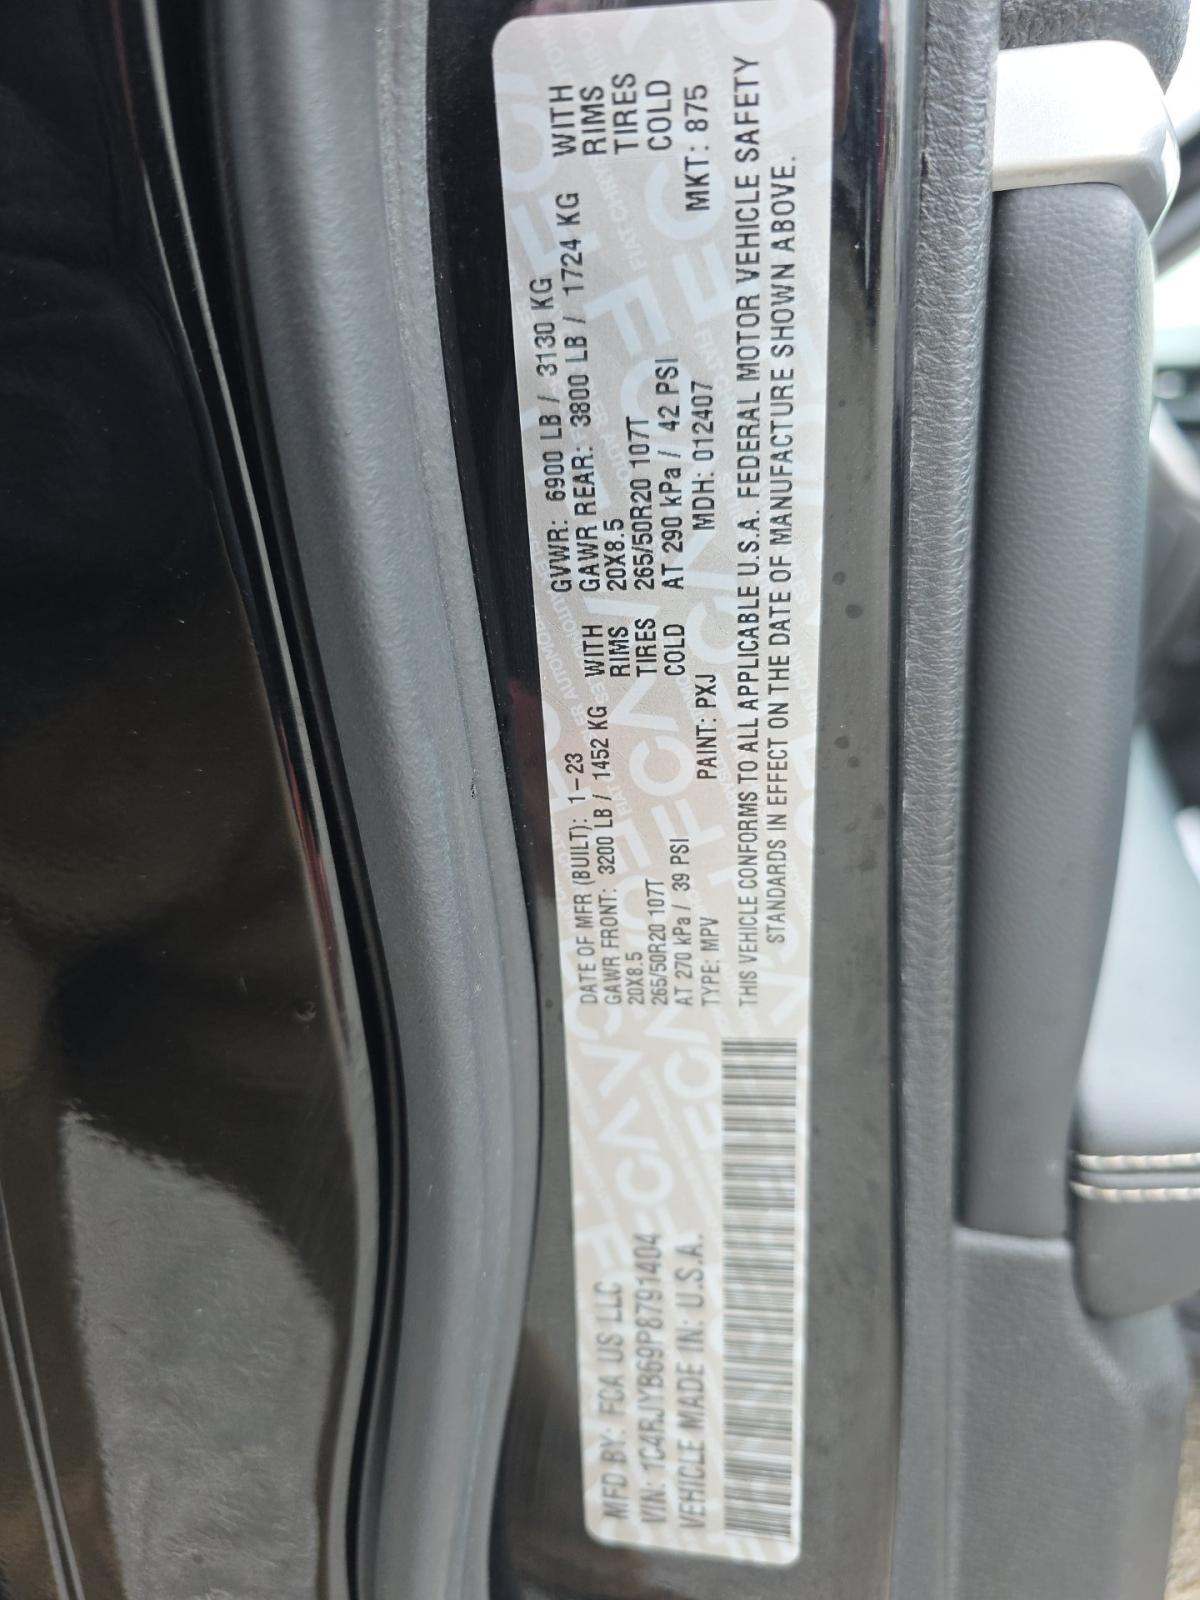 MFD BY: FCA US LLC
VIN: 1C4RJYB69P8791404
VEHICLE MADE IN: U.S.A.
DATE OF MFR (BUILT): 1-23 GVWR: 6900 LB / 3130 KG
GAWR FRONT: 3200 LB / 1452 KG WITH GAWR REAR: 3800 LB / 1724 KG WITH
20X8.5 RIMS 20X8.5 RIMS
265/50R20 107T TIRES 265/50R20 107T TIRES
AT 270 kPa / 39 PSI COLD AT 290 kPa / 42 PSI COLD
TYPE: MPV PAINT: PXJ MDH: 012407 MKT: 875
THIS VEHICLE CONFORMS TO ALL APPLICABLE U.S.A. FEDERAL MOTOR VEHICLE SAFETY
STANDARDS IN EFFECT ON THE DATE OF MANUFACTURE SHOWN ABOVE.